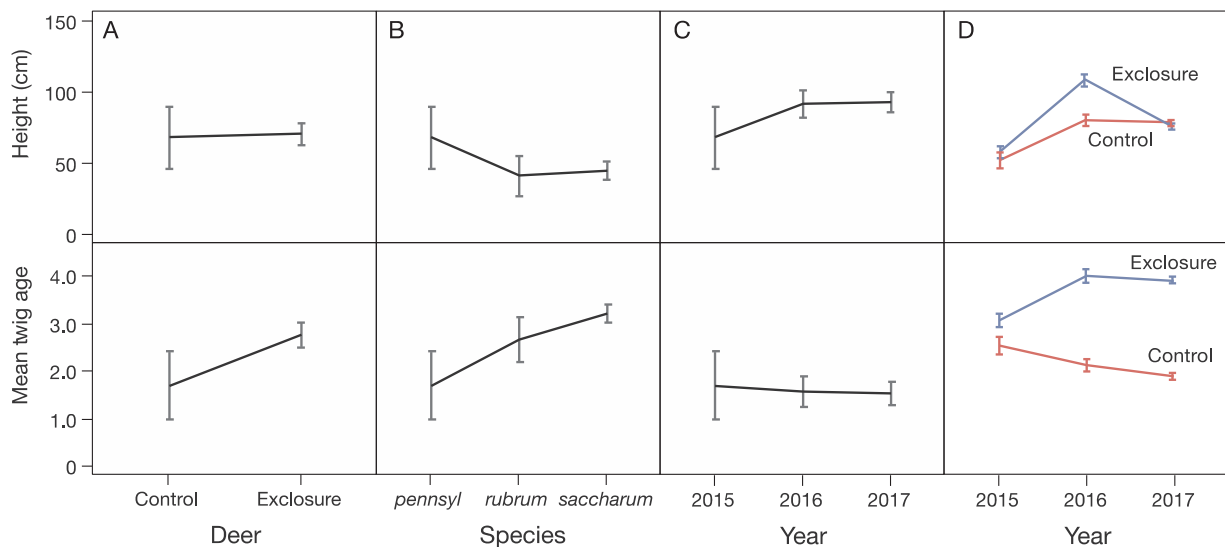 A
B
C
D
Height (cm)
150
100
50
0
Exclosure
Control
Mean twig age
4.0
3.0
2.0
1.0
0
Exclosure
Control
Control
Exclosure
pennsyl
rubrum
saccharum
2015
2016
2017
2015
2016
2017
Deer
Species
Year
Year